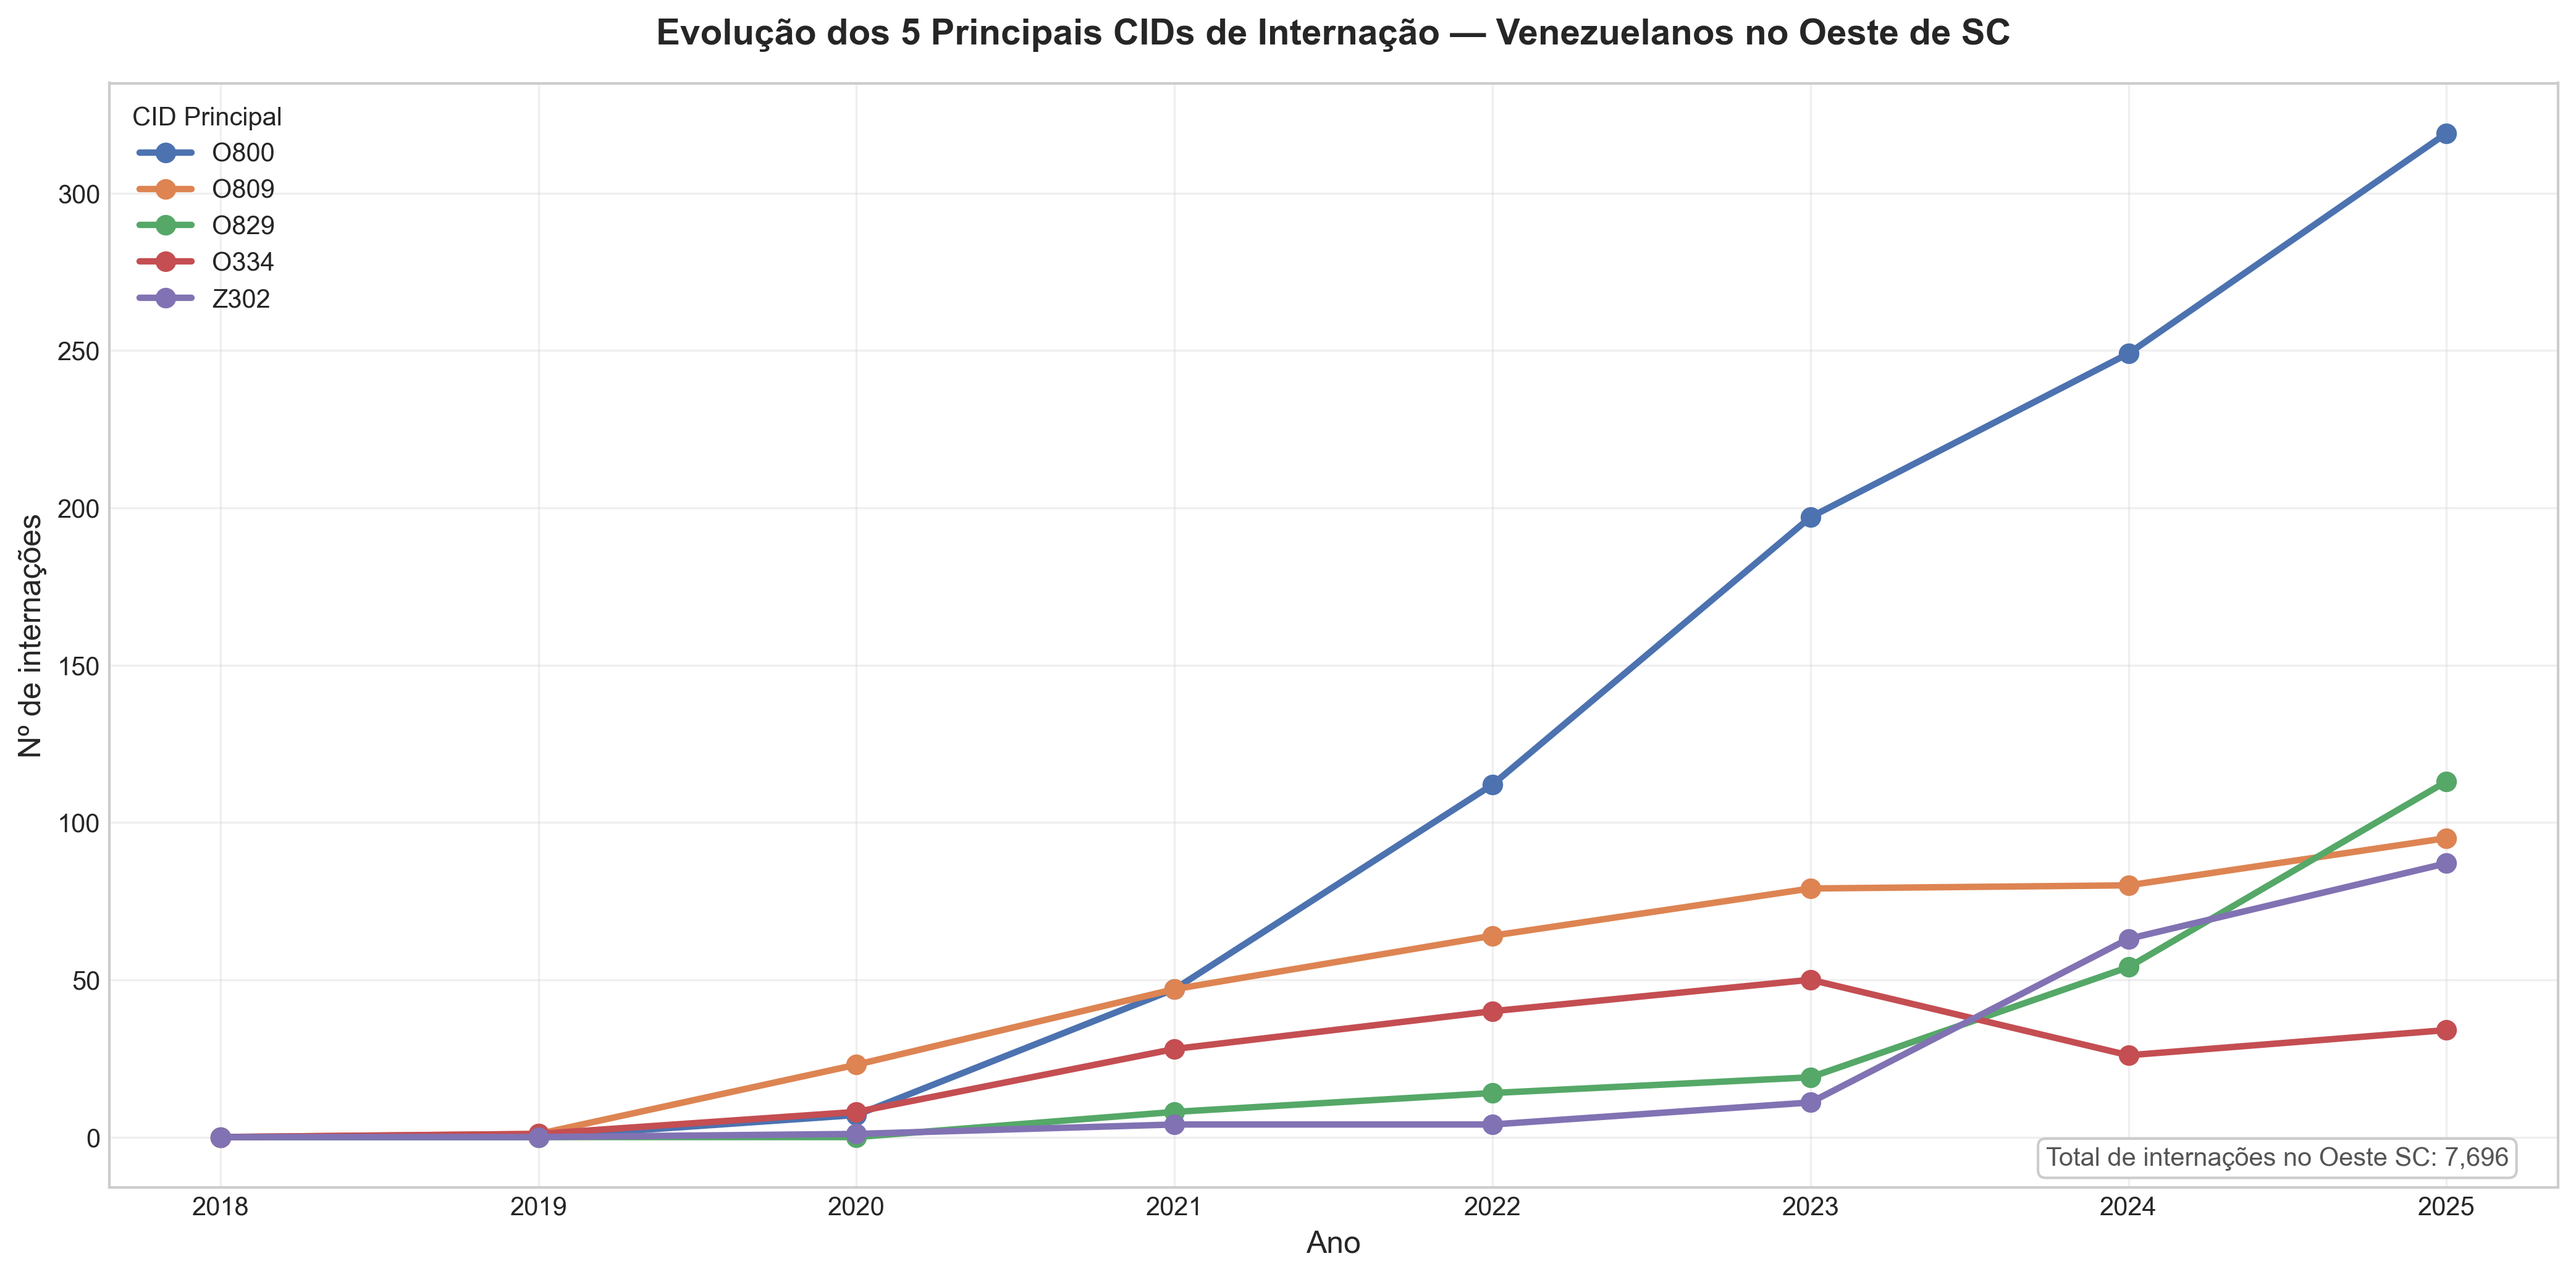 Evolução dos 5 Principais CIDs de Internação — Venezuelanos no Oeste de SC
CID Principal
O800
O809
O829
O334
Z302
Nº de internações
300
250
200
150
100
50
0
Total de internações no Oeste SC: 7,696
2018 2019 2020 2021 2022 2023 2024 2025
Ano